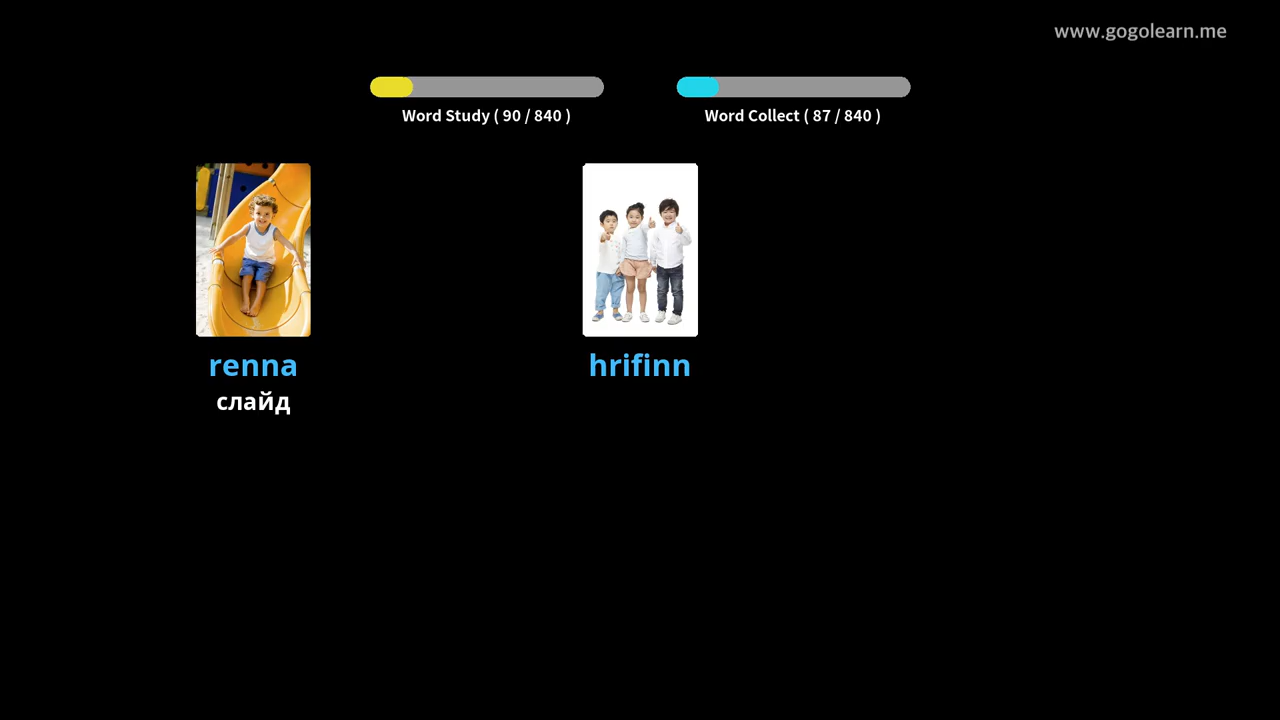 www.gogolearn.me
Word Study ( 90 / 840 )
Word Collect ( 87 / 840 )
renna
слайд
hrifinn